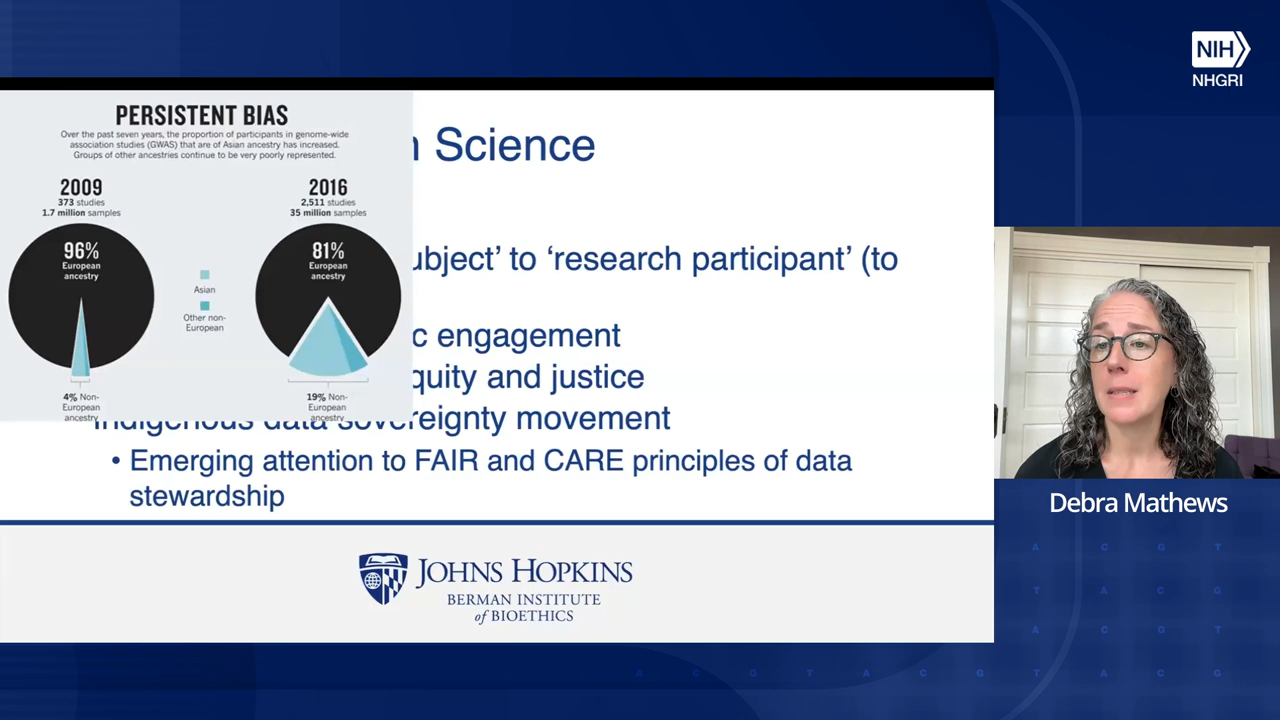 NIH
NHGRI
PERSISTENT BIAS
Over the past seven years, the proportion of participants in genome-wide
association studies (GWAS) that are of Asian ancestry has increased.
Groups of other ancestries continue to be very poorly represented.
2009
373 studies
1.7 million samples
96%
European
ancestry
Asian
Other non-
European
4% Non-
European
ancestry
2016
2,511 studies
35 million samples
81%
European
ancestry
19% Non-
European
ancestry
Science
to ‘research participant’ (to
engagement
and justice
Indigenous data sovereignty movement
• Emerging attention to FAIR and CARE principles of data
stewardship
JOHNS HOPKINS
BERMAN INSTITUTE
of BIOETHICS
Debra Mathews
A C G T
T A C G
A C G T
A C G T A C G T A C G